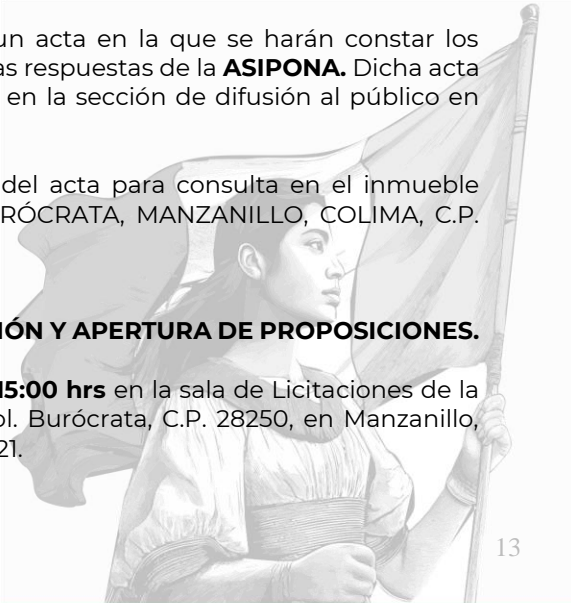 un acta en la que se harán constar los
as respuestas de la ASIPONA. Dicha acta
en la sección de difusión al público en
del acta para consulta en el inmueble
RÓCRATA, MANZANILLO, COLIMA, C.P.
IÓN Y APERTURA DE PROPOSICIONES.
15:00 hrs en la sala de Licitaciones de la
ol. Burócrata, C.P. 28250, en Manzanillo,
21.
13